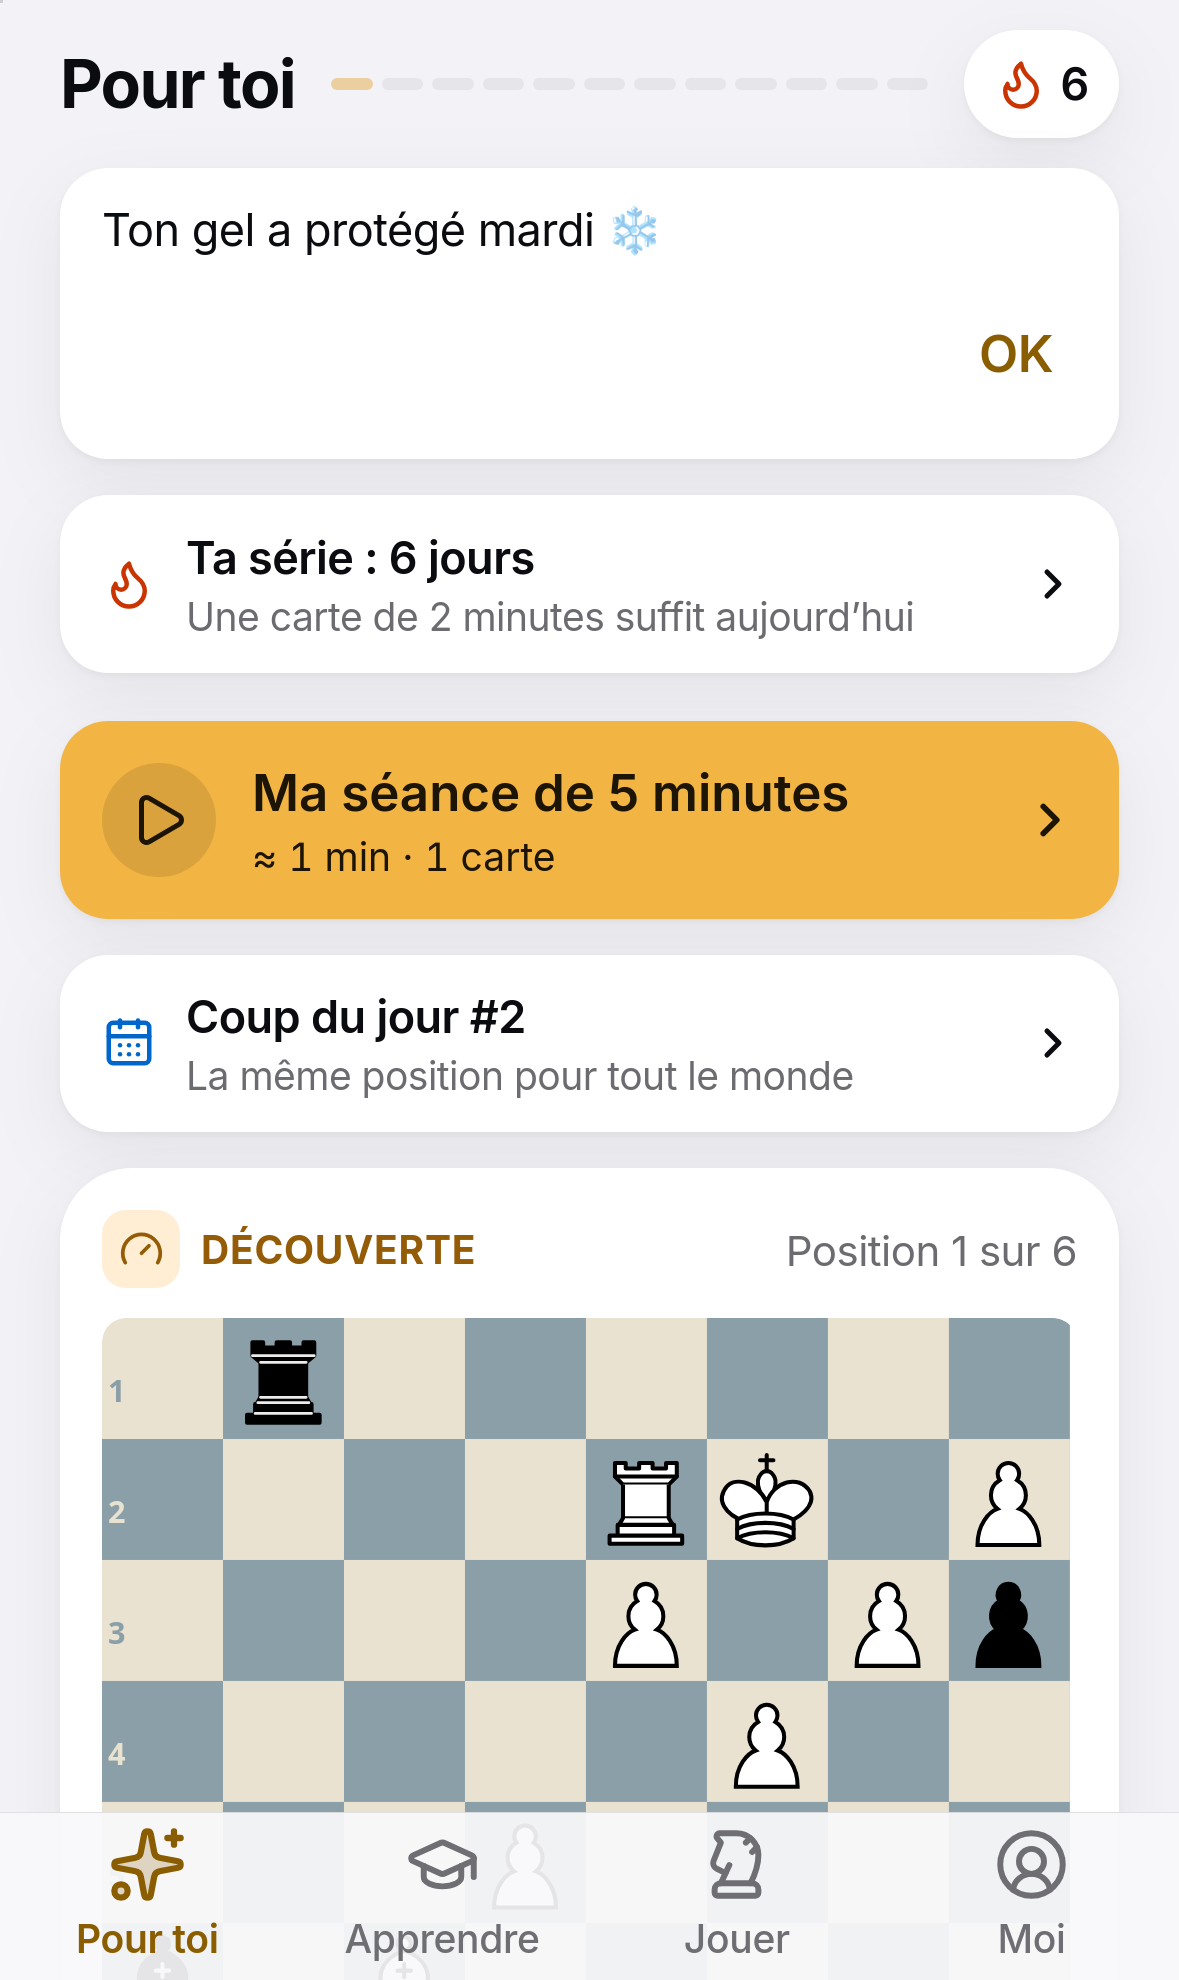 Pour toi
6
Ton gel a protégé mardi ❄️
OK
Ta série : 6 jours
Une carte de 2 minutes suffit aujourd’hui
Ma séance de 5 minutes
≈ 1 min · 1 carte
Coup du jour #2
La même position pour tout le monde
DÉCOUVERTE
Position 1 sur 6
1
2
3
4
Pour toi
Apprendre
Jouer
Moi